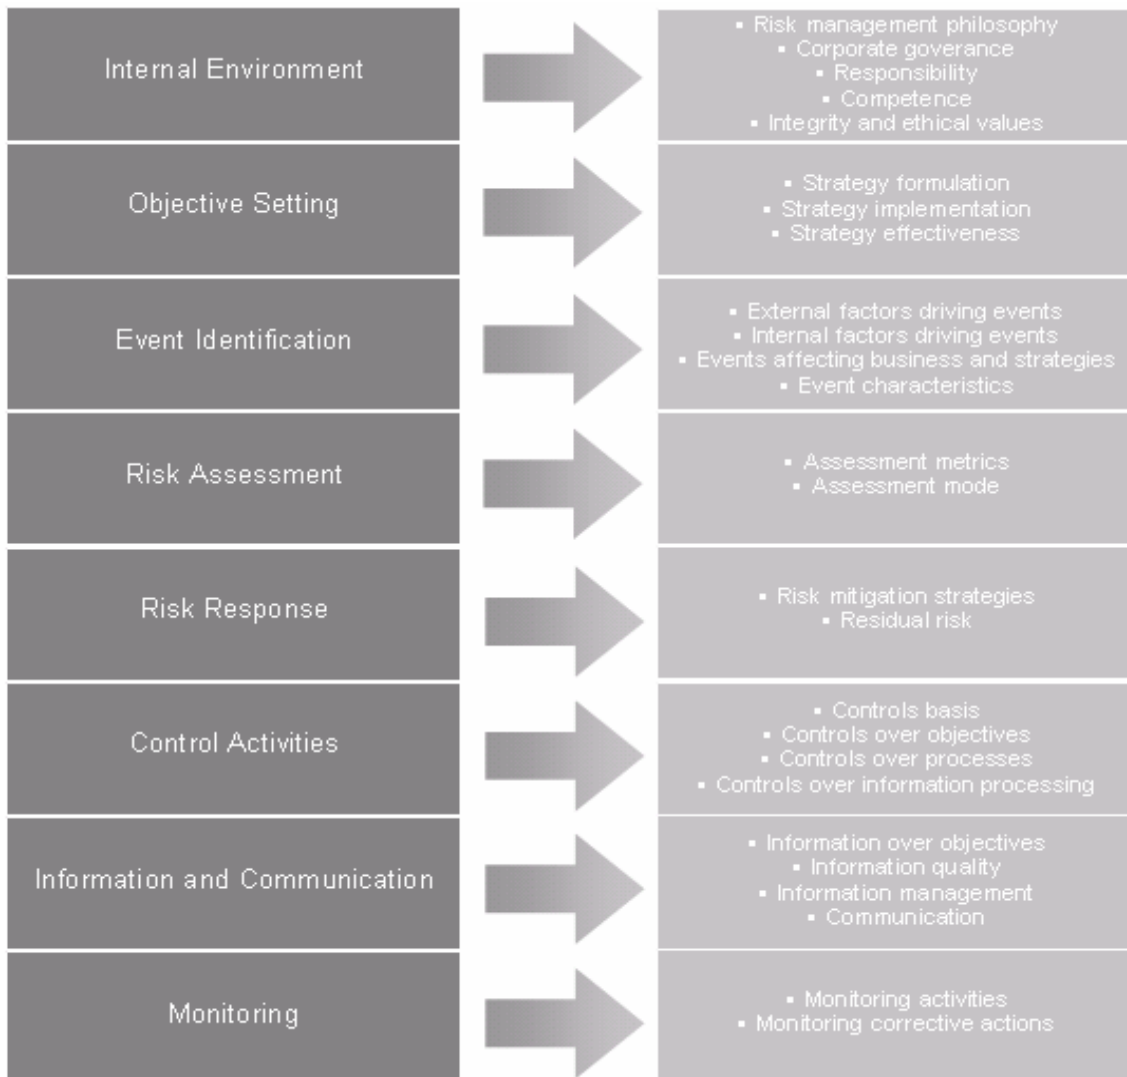 Internal Environment
▪ Risk management philosophy
▪ Corporate goverance
▪ Responsibility
▪ Competence
▪ Integrity and ethical values
Objective Setting
▪ Strategy formulation
▪ Strategy implementation
▪ Strategy effectiveness
Event Identification
▪ External factors driving events
▪ Internal factors driving events
▪ Events affecting business and strategies
▪ Event characteristics
Risk Assessment
▪ Assessment metrics
▪ Assessment mode
Risk Response
▪ Risk mitigation strategies
▪ Residual risk
Control Activities
▪ Controls basis
▪ Controls over objectives
▪ Controls over processes
▪ Controls over information processing
Information and Communication
▪ Information over objectives
▪ Information quality
▪ Information management
▪ Communication
Monitoring
▪ Monitoring activities
▪ Monitoring corrective actions